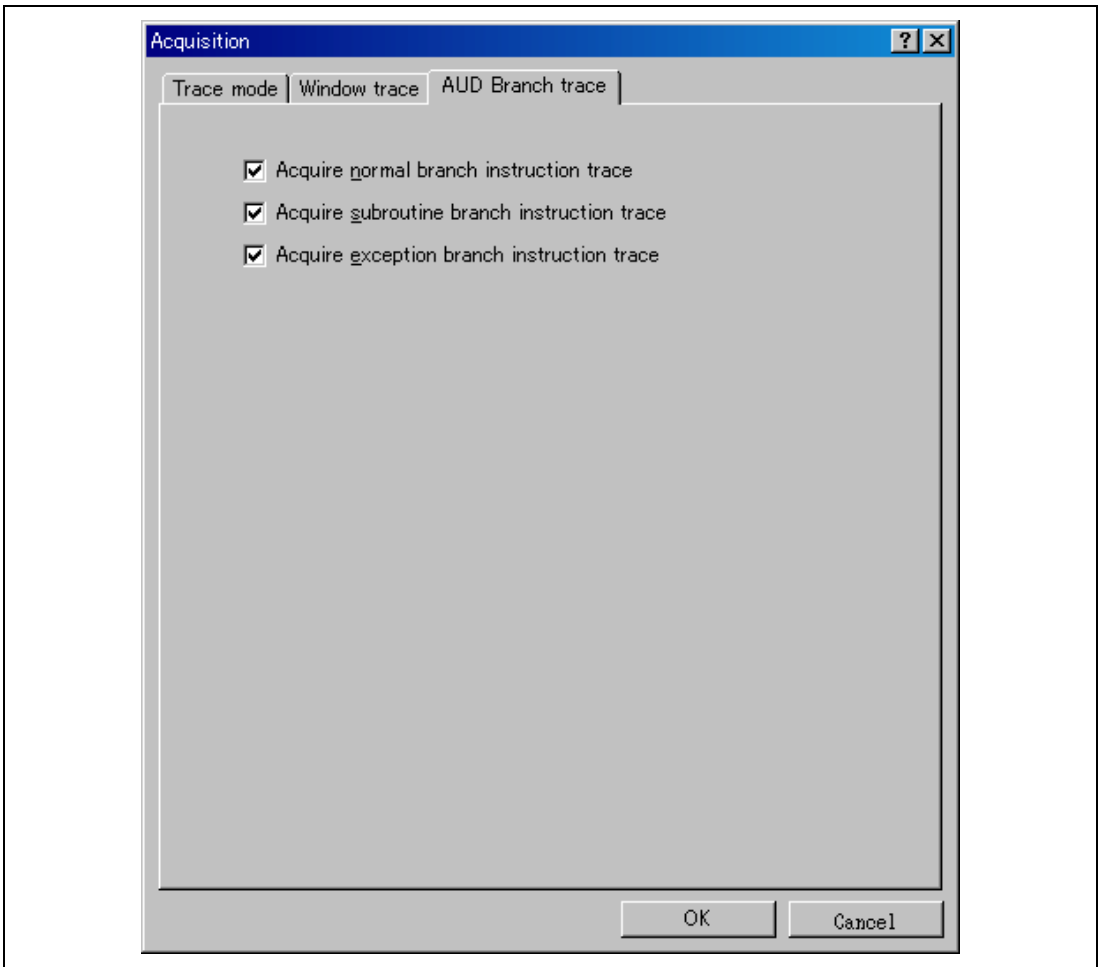 Acquisition
Trace mode Window trace AUD Branch trace
Acquire normal branch instruction trace
Acquire subroutine branch instruction trace
Acquire exception branch instruction trace
OK Cancel